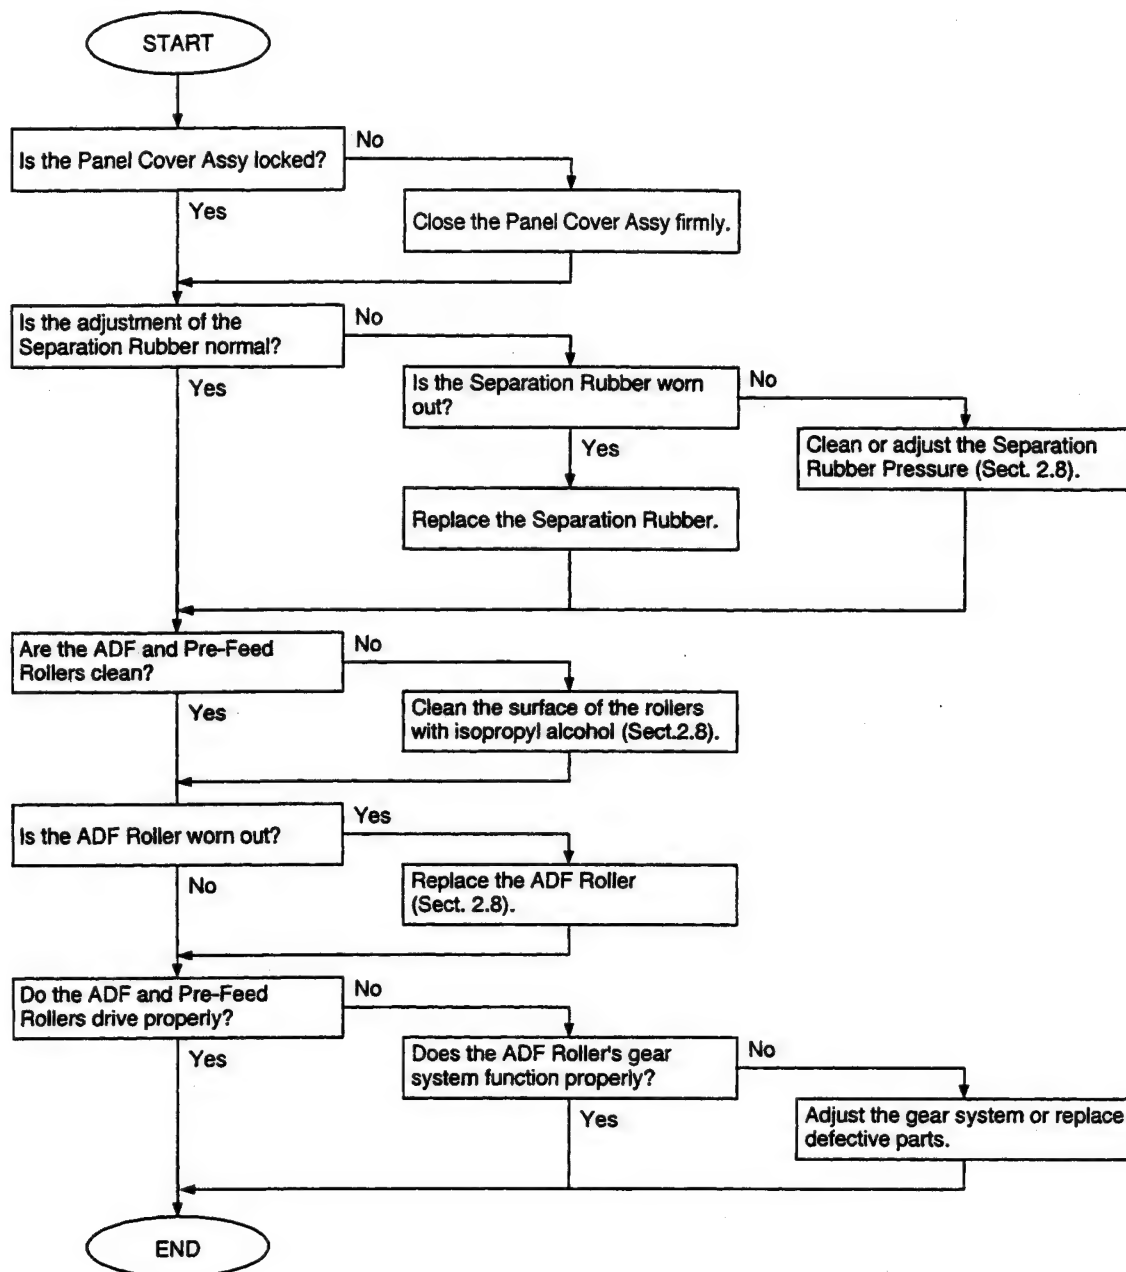 START
Is the Panel Cover Assy locked?
No
Yes
Close the Panel Cover Assy firmly.
Is the adjustment of the
Separation Rubber normal?
No
Yes
Is the Separation Rubber worn
out?
No
Yes
Clean or adjust the Separation
Rubber Pressure (Sect. 2.8).
Replace the Separation Rubber.
Are the ADF and Pre-Feed
Rollers clean?
No
Yes
Clean the surface of the rollers
with isopropyl alcohol (Sect.2.8).
Is the ADF Roller worn out?
Yes
No
Replace the ADF Roller
(Sect. 2.8).
Do the ADF and Pre-Feed
Rollers drive properly?
No
Yes
Does the ADF Roller's gear
system function properly?
No
Yes
Adjust the gear system or replace
defective parts.
END